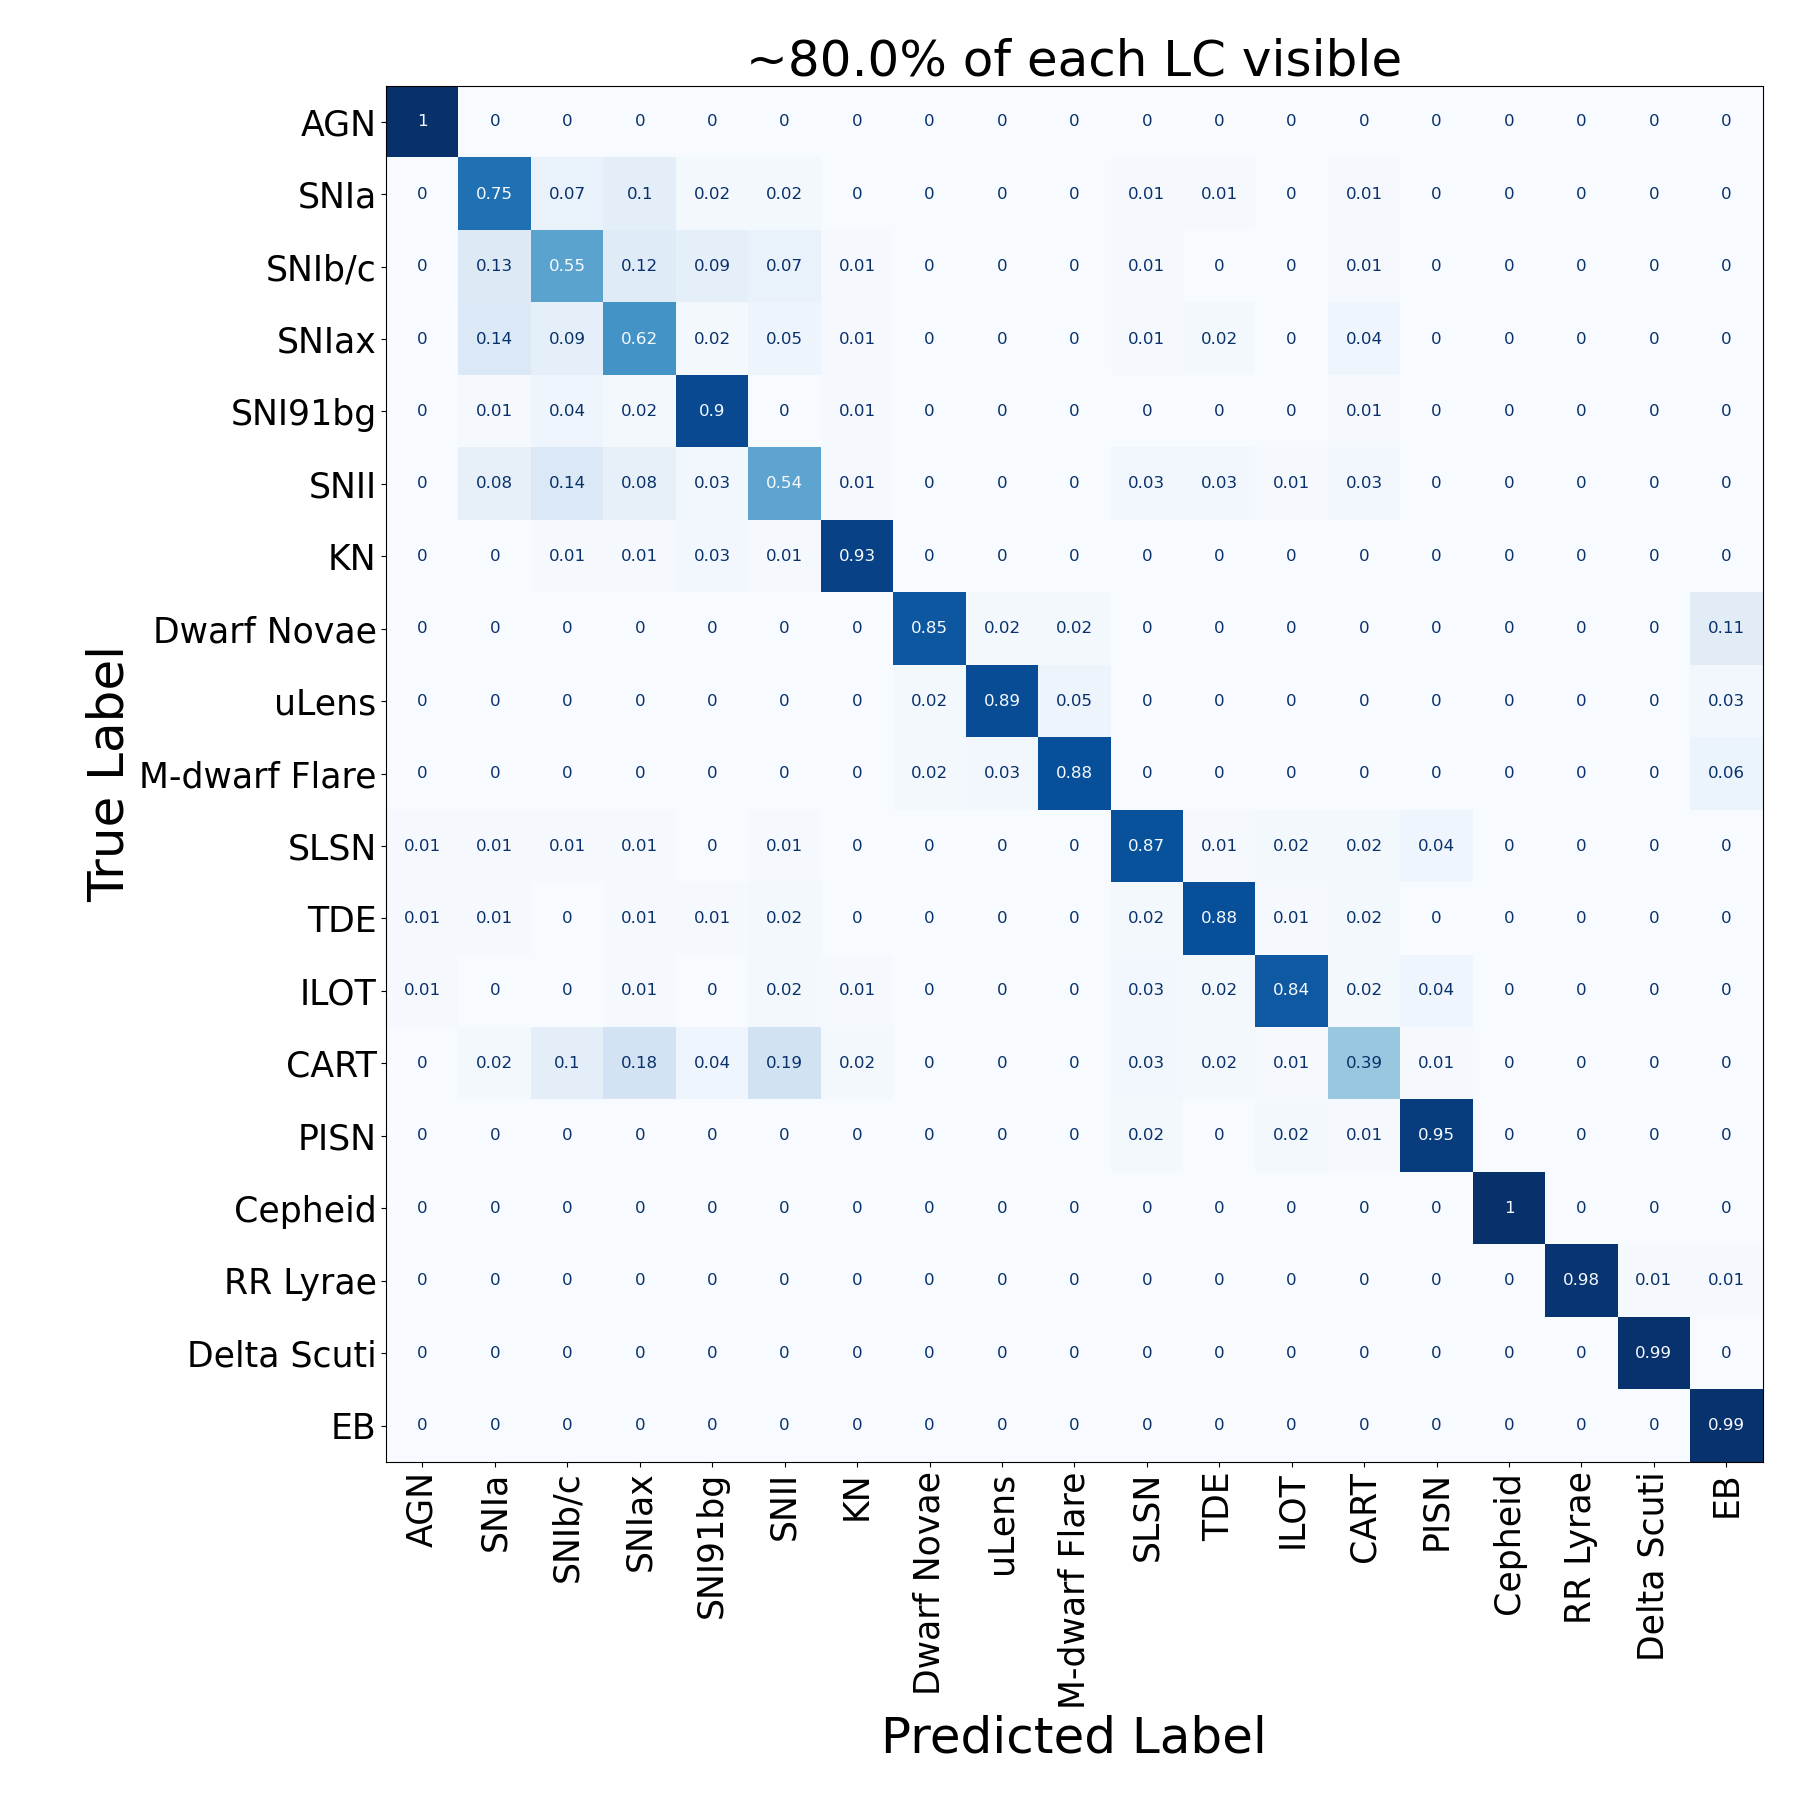 ~80.0% of each LC visible
AGN 1 0 0 0 0 0 0 0 0 0 0 0 0 0 0 0 0 0 0
SNIa 0 0.75 0.07 0.1 0.02 0.02 0 0 0 0 0.01 0.01 0 0.01 0 0 0 0 0
SNIb/c 0 0.13 0.55 0.12 0.09 0.07 0.01 0 0 0 0.01 0 0 0.01 0 0 0 0 0
SNIax 0 0.14 0.09 0.62 0.02 0.05 0.01 0 0 0 0.01 0.02 0 0.04 0 0 0 0 0
SNI91bg 0 0.01 0.04 0.02 0.9 0 0.01 0 0 0 0 0 0 0.01 0 0 0 0 0
SNII 0 0.08 0.14 0.08 0.03 0.54 0.01 0 0 0 0.03 0.03 0.01 0.03 0 0 0 0 0
KN 0 0 0.01 0.01 0.03 0.01 0.93 0 0 0 0 0 0 0 0 0 0 0 0
Dwarf Novae 0 0 0 0 0 0 0 0.85 0.02 0.02 0 0 0 0 0 0 0 0 0.11
uLens 0 0 0 0 0 0 0 0.02 0.89 0.05 0 0 0 0 0 0 0 0 0.03
M-dwarf Flare 0 0 0 0 0 0 0 0.02 0.03 0.88 0 0 0 0 0 0 0 0 0.06
SLSN 0.01 0.01 0.01 0.01 0 0.01 0 0 0 0 0.87 0.01 0.02 0.02 0.04 0 0 0 0
TDE 0.01 0.01 0 0.01 0.01 0.02 0 0 0 0 0.02 0.88 0.01 0.02 0 0 0 0 0
ILOT 0.01 0 0 0.01 0 0.02 0.01 0 0 0 0.03 0.02 0.84 0.02 0.04 0 0 0 0
CART 0 0.02 0.1 0.18 0.04 0.19 0.02 0 0 0 0.03 0.02 0.01 0.39 0.01 0 0 0 0
PISN 0 0 0 0 0 0 0 0 0 0 0.02 0 0.02 0.01 0.95 0 0 0 0
Cepheid 0 0 0 0 0 0 0 0 0 0 0 0 0 0 0 1 0 0 0
RR Lyrae 0 0 0 0 0 0 0 0 0 0 0 0 0 0 0 0 0.98 0.01 0.01
Delta Scuti 0 0 0 0 0 0 0 0 0 0 0 0 0 0 0 0 0 0.99 0
EB 0 0 0 0 0 0 0 0 0 0 0 0 0 0 0 0 0 0 0.99
True Label
AGN
SNIa
SNIb/c
SNIax
SNI91bg
SNII
KN
Dwarf Novae
uLens
M-dwarf Flare
SLSN
TDE
ILOT
CART
PISN
Cepheid
RR Lyrae
Delta Scuti
EB
Predicted Label